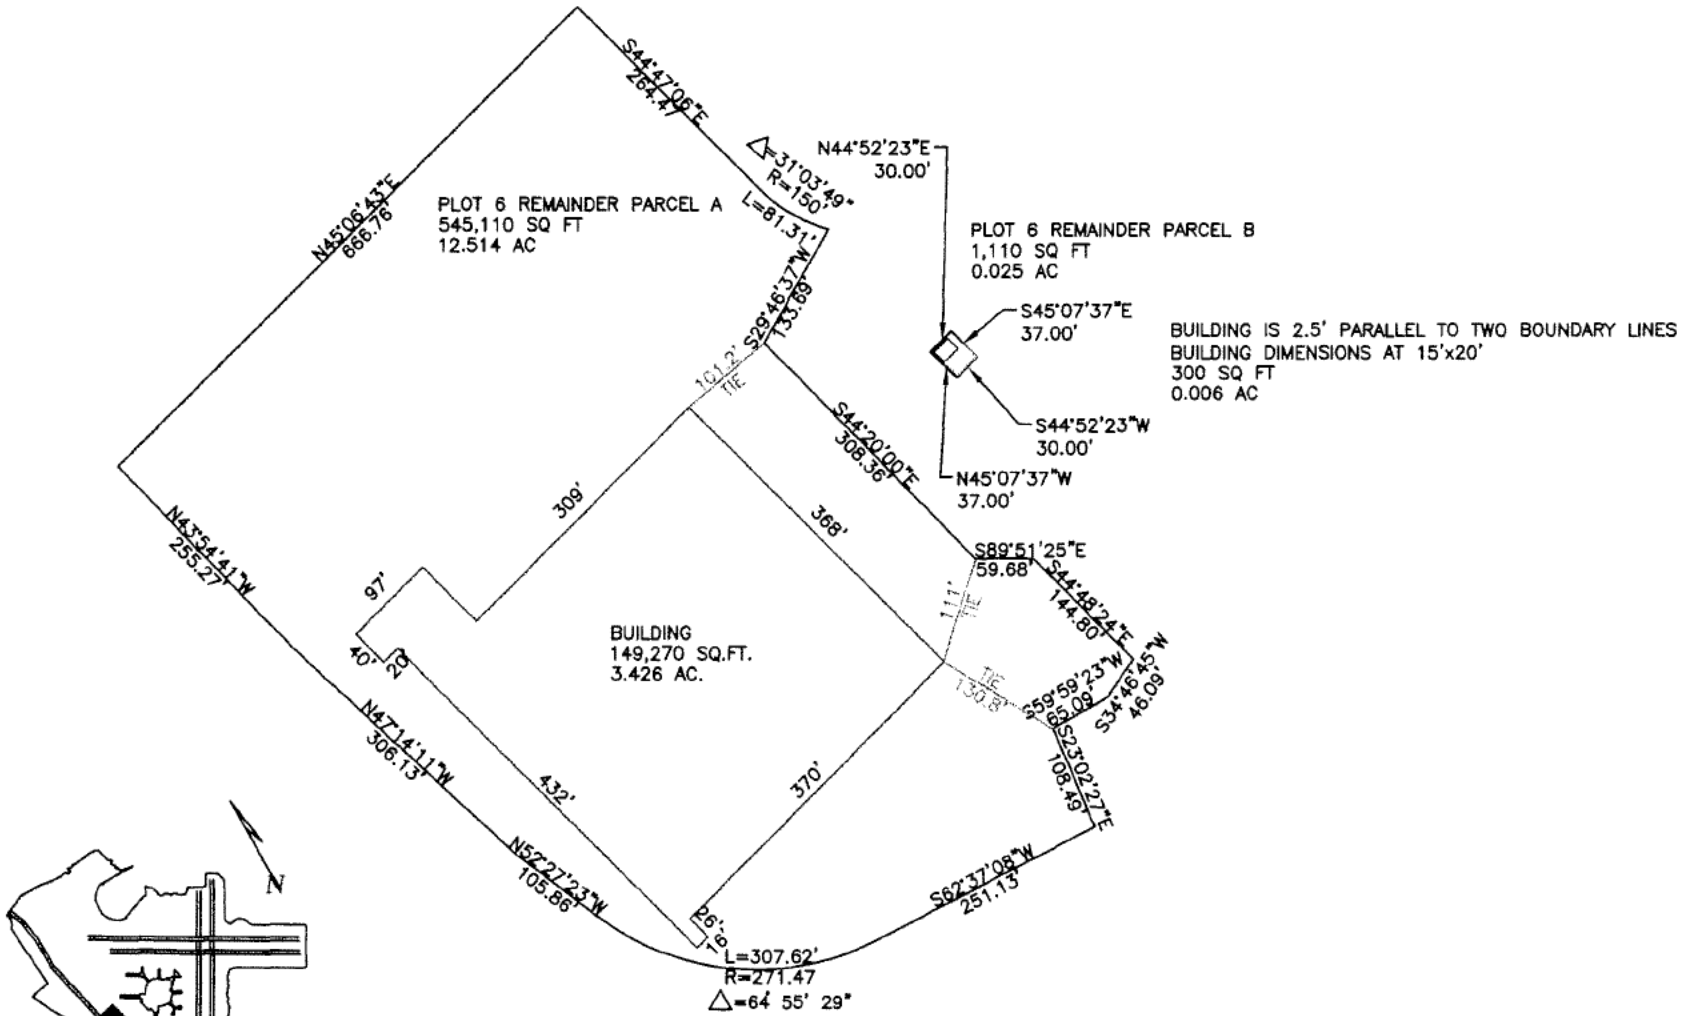 S44°47'06"E
264.47
△=31°03'49"
R=150'
L=81.31'
N44°52'23"E
30.00'
N45°06'43"E
666.76'
PLOT 6 REMAINDER PARCEL A
545,110 SQ FT
12.514 AC
PLOT 6 REMAINDER PARCEL B
1,110 SQ FT
0.025 AC
S29°46'37"W
133.69'
S45°07'37"E
37.00'
BUILDING IS 2.5' PARALLEL TO TWO BOUNDARY LINES
BUILDING DIMENSIONS AT 15'x20'
300 SQ FT
0.006 AC
101.2'
TIE
S44°20'00"E
308.36'
S44°52'23"W
30.00'
N45°07'37"W
37.00'
309'
368'
N43°54'41"W
255.27'
S89°51'25"E
59.68'
S44°48'24"E
144.80'
97'
111'
TIE
40'
20'
BUILDING
149,270 SQ.FT.
3.426 AC.
TIE
130.8'
S59°59'23"W
65.09'
S34°46'45"W
46.09'
N47°14'11"W
306.13'
S23°02'27"E
108.49'
432'
370'
N52°27'23"W
105.86'
S62°37'08"W
251.13'
26'
16'
L=307.62'
R=271.47
△=64° 55' 29"
N